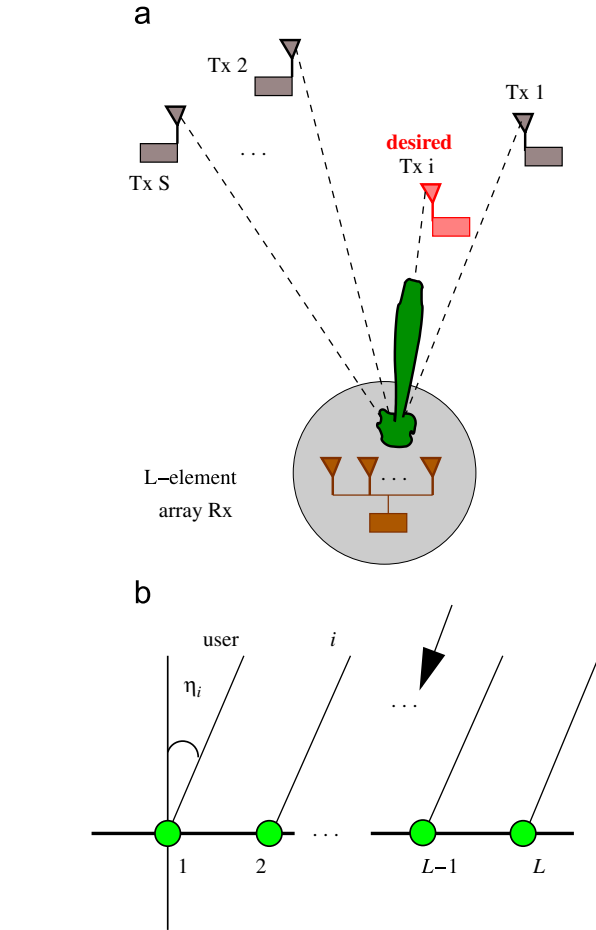 a
Tx 2
Tx 1
desired
Tx i
. . .
Tx S
L−element
array Rx
. . .
b
user i
ηi
. . .
. . .
1 2 L−1 L